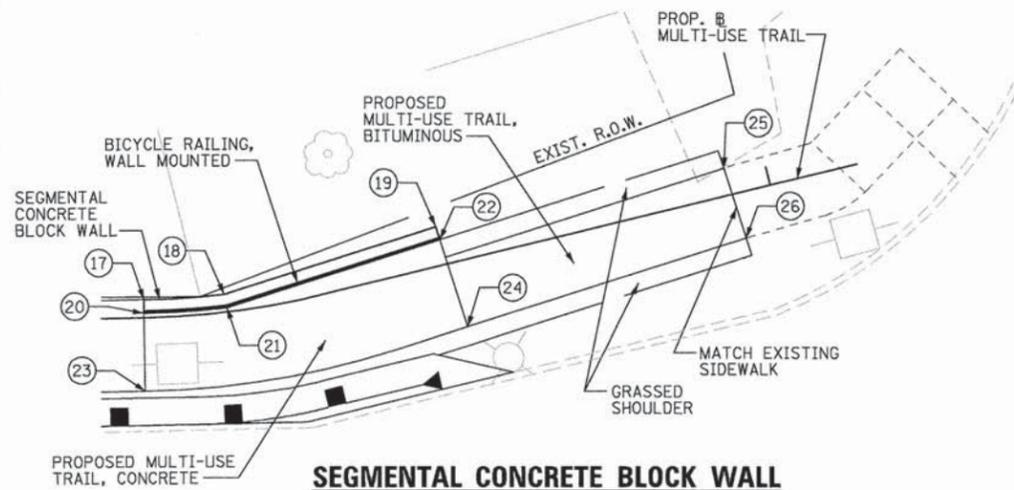 PROP. ℄
MULTI-USE TRAIL
PROPOSED
MULTI-USE TRAIL,
BITUMINOUS
EXIST. R.O.W.
BICYCLE RAILING,
WALL MOUNTED
SEGMENTAL
CONCRETE
BLOCK WALL
17
18
19
20
21
22
23
24
25
26
MATCH EXISTING
SIDEWALK
GRASSED
SHOULDER
PROPOSED MULTI-USE
TRAIL, CONCRETE
SEGMENTAL CONCRETE BLOCK WALL